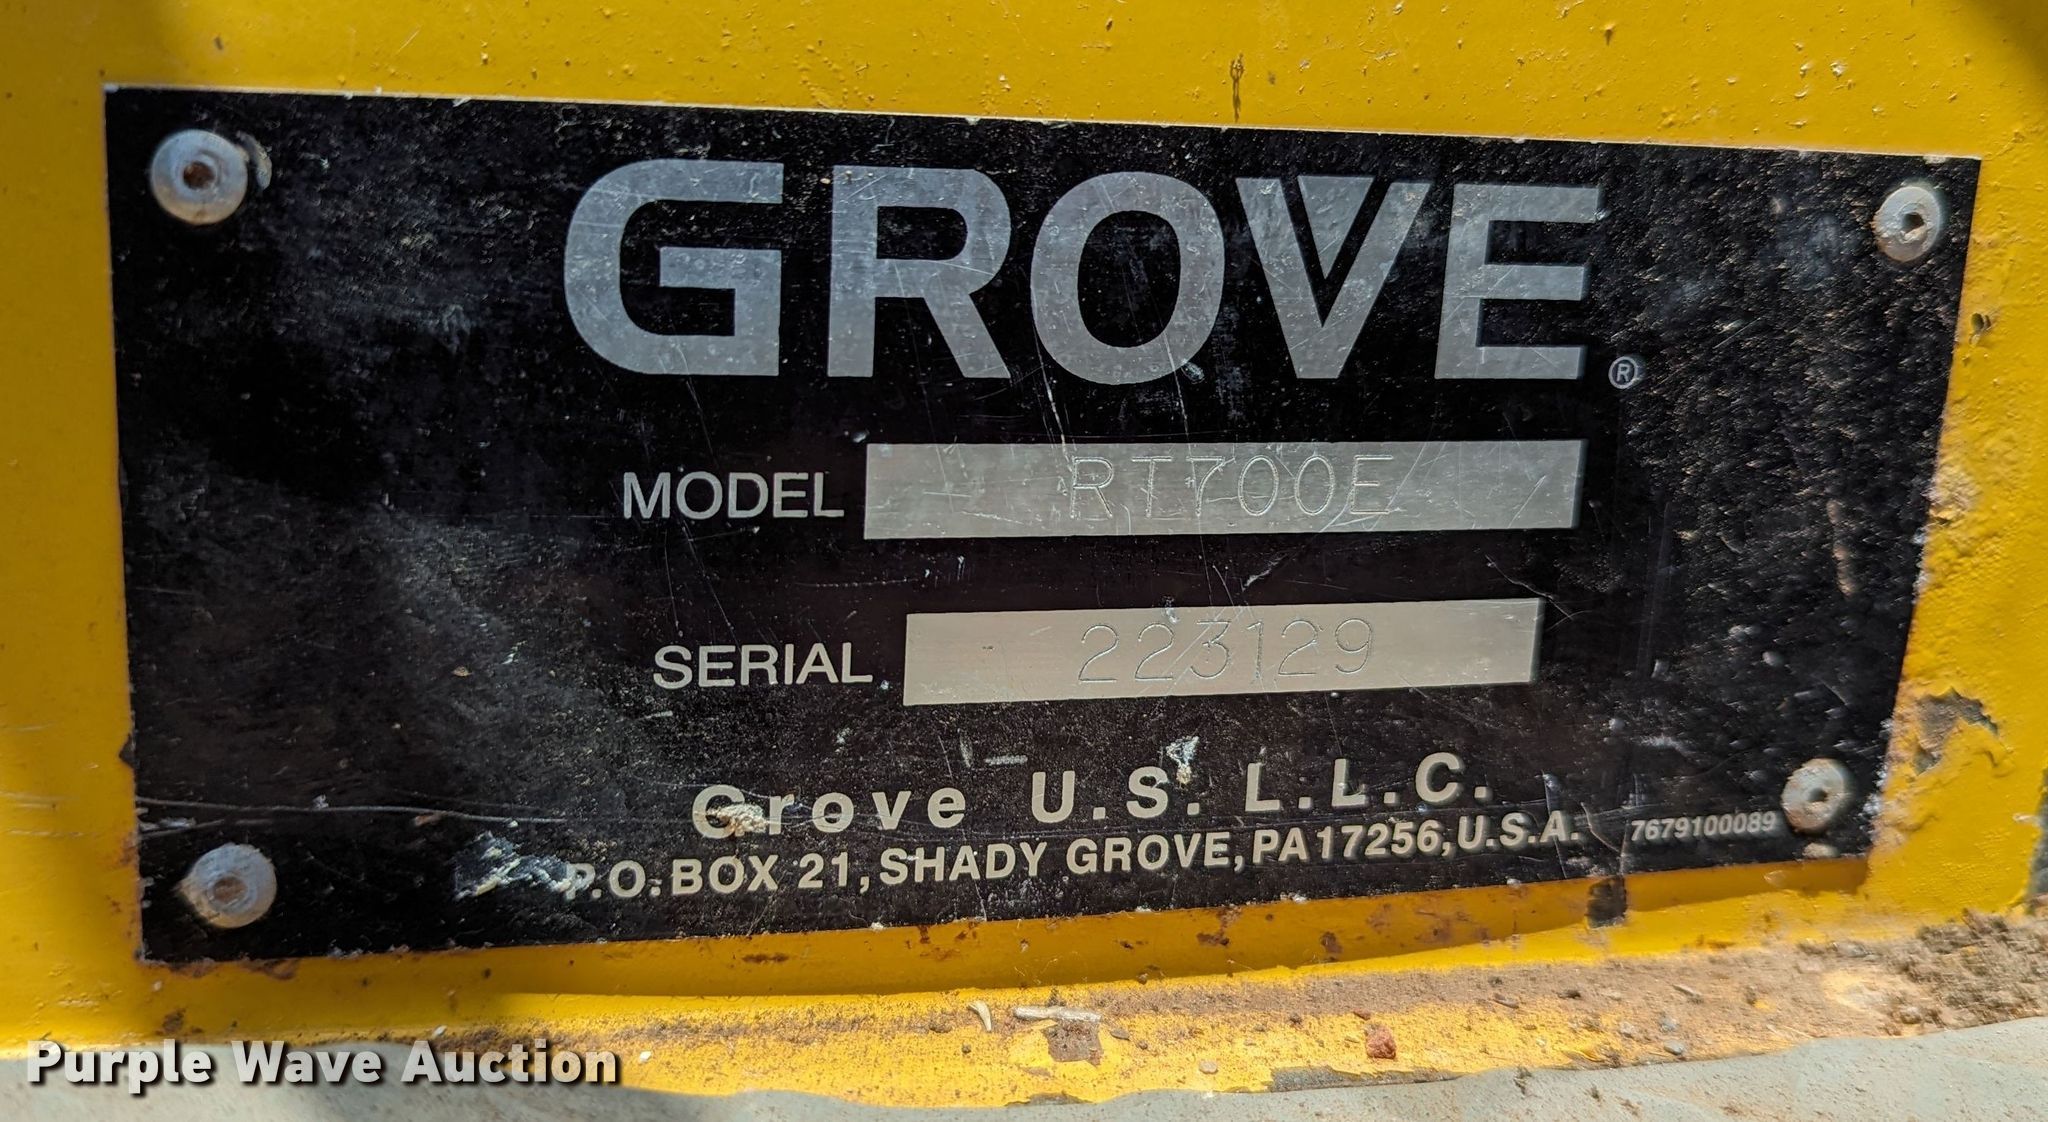 GROVE®
MODEL RT700E
SERIAL 223129
Grove U.S. L.L.C.
P.O. BOX 21, SHADY GROVE, PA 17256, U.S.A. 7679100089
Purple Wave Auction